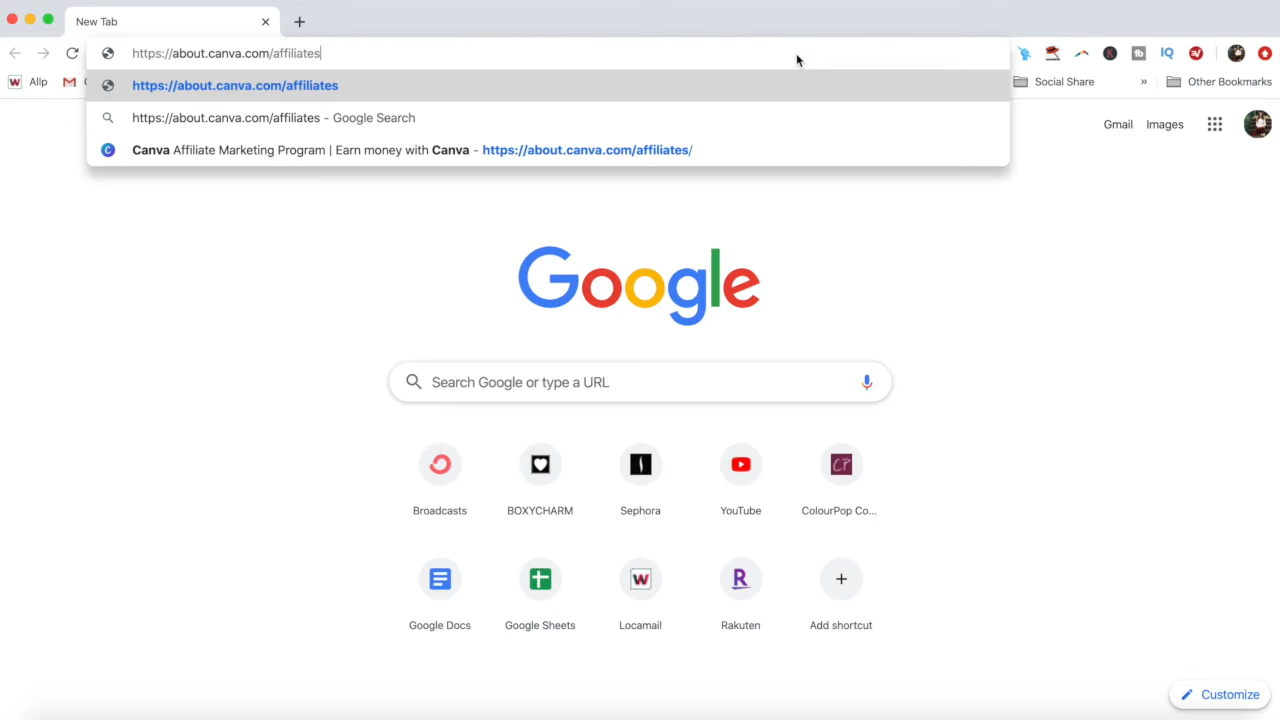 New Tab
https://about.canva.com/affiliates
https://about.canva.com/affiliates
https://about.canva.com/affiliates - Google Search
Canva Affiliate Marketing Program | Earn money with Canva - https://about.canva.com/affiliates/
W Allp
Social Share
» Other Bookmarks
tb
IQ
Gmail Images
Google
Search Google or type a URL
CP
Broadcasts BOXYCHARM Sephora YouTube ColourPop Co...
W R
Google Docs Google Sheets Locamail Rakuten Add shortcut
Customize